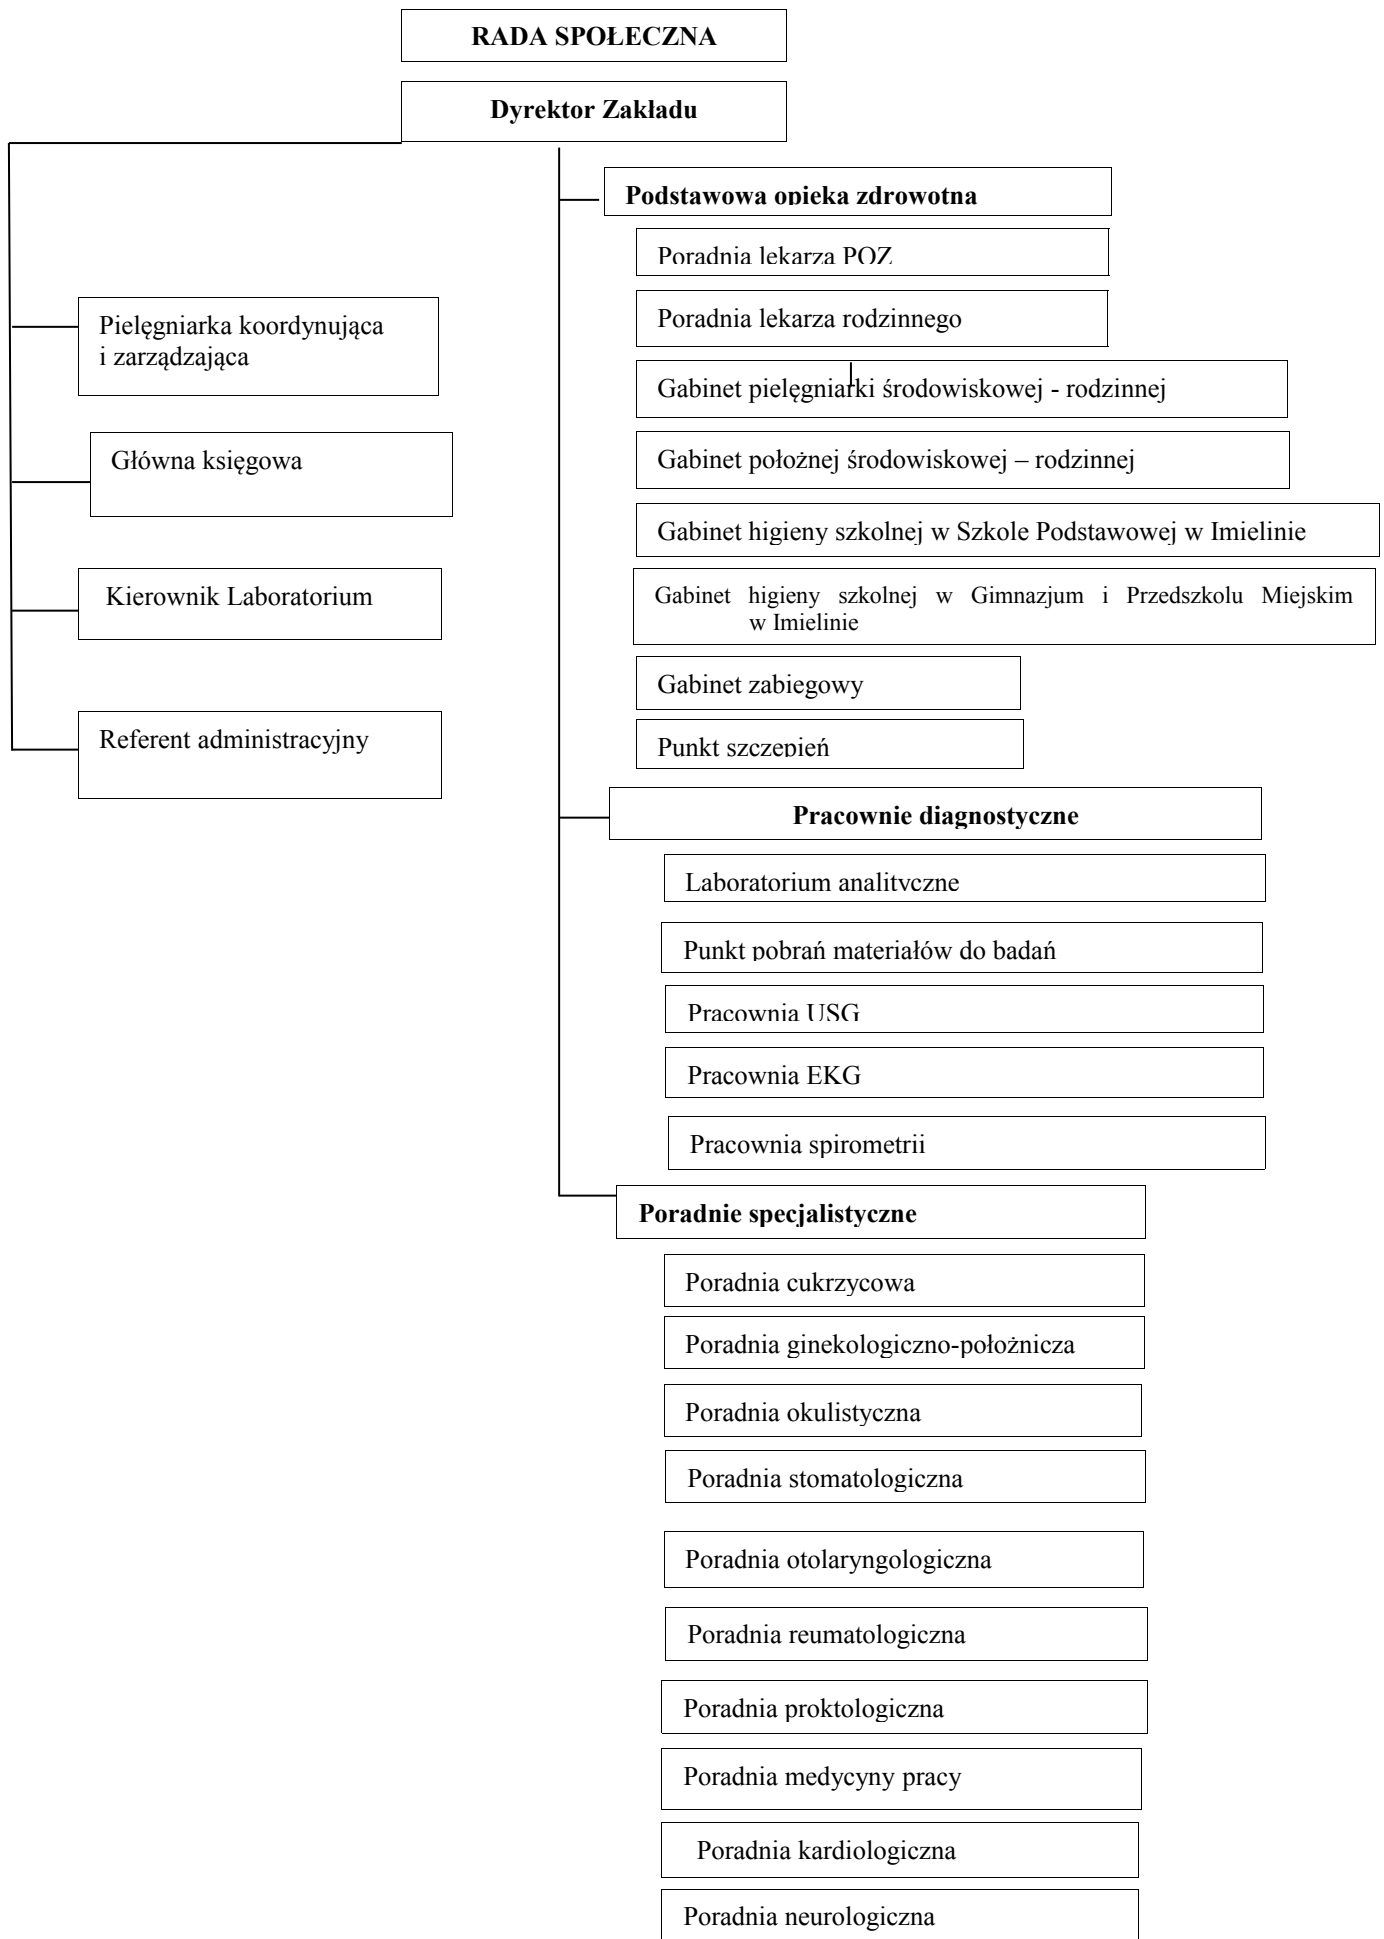 RADA SPOŁECZNA
Dyrektor Zakładu
Pielęgniarka koordynująca
i zarządzająca
Główna księgowa
Kierownik Laboratorium
Referent administracyjny
Podstawowa opieka zdrowotna
Poradnia lekarza POZ
Poradnia lekarza rodzinnego
Gabinet pielęgniarki środowiskowej - rodzinnej
Gabinet położnej środowiskowej – rodzinnej
Gabinet higieny szkolnej w Szkole Podstawowej w Imielinie
Gabinet higieny szkolnej w Gimnazjum i Przedszkolu Miejskim
w Imielinie
Gabinet zabiegowy
Punkt szczepień
Pracownie diagnostyczne
Laboratorium analityczne
Punkt pobrań materiałów do badań
Pracownia USG
Pracownia EKG
Pracownia spirometrii
Poradnie specjalistyczne
Poradnia cukrzycowa
Poradnia ginekologiczno-położnicza
Poradnia okulistyczna
Poradnia stomatologiczna
Poradnia otolaryngologiczna
Poradnia reumatologiczna
Poradnia proktologiczna
Poradnia medycyny pracy
Poradnia kardiologiczna
Poradnia neurologiczna